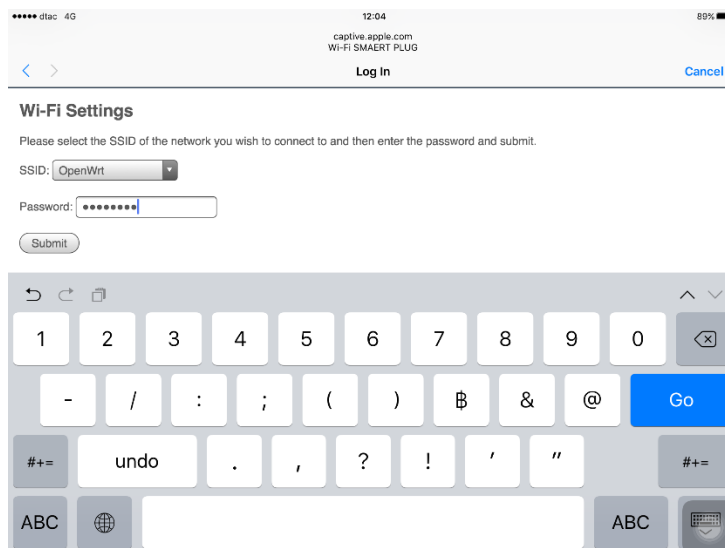 dtac 4G 12:04 89%
captive.apple.com
Wi-Fi SMAERT PLUG
Log In Cancel
Wi-Fi Settings
Please select the SSID of the network you wish to connect to and then enter the password and submit.
SSID: OpenWrt
Password: ••••••••
Submit
1 2 3 4 5 6 7 8 9 0
- / : ; ( ) ฿ & @ Go
#+= undo . , ? ! ' " #+=
ABC ABC